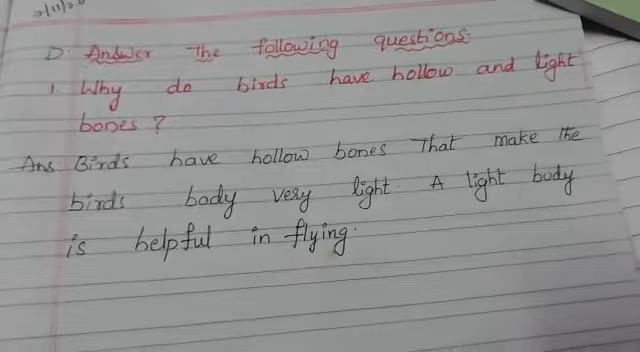 D. Answer the following questions.
1. Why do birds have hollow and light
bones?
Ans. Birds have hollow bones That make the
birds body very light. A light body
is helpful in flying.